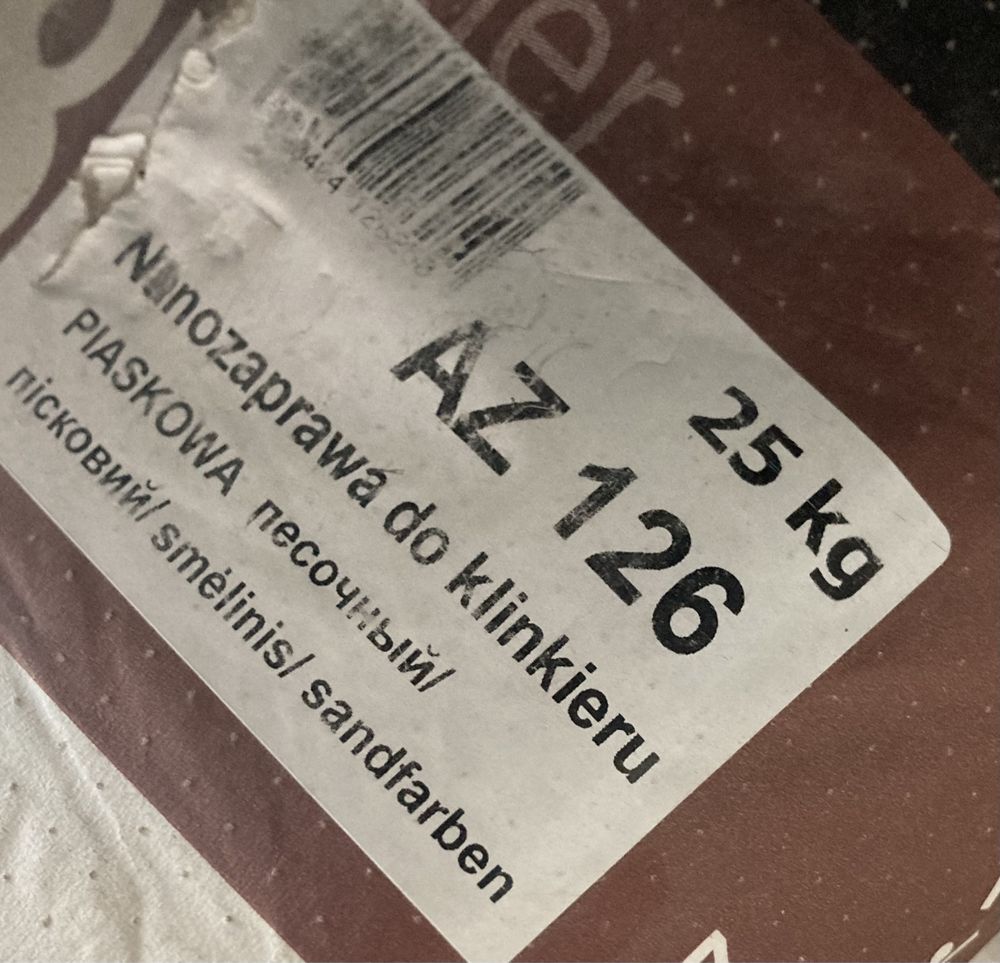 25 kg
AZ 126
Nanozaprawa do klinkieru
PIASKOWA песочный/
пісковий/ smėlinis/ sandfarben